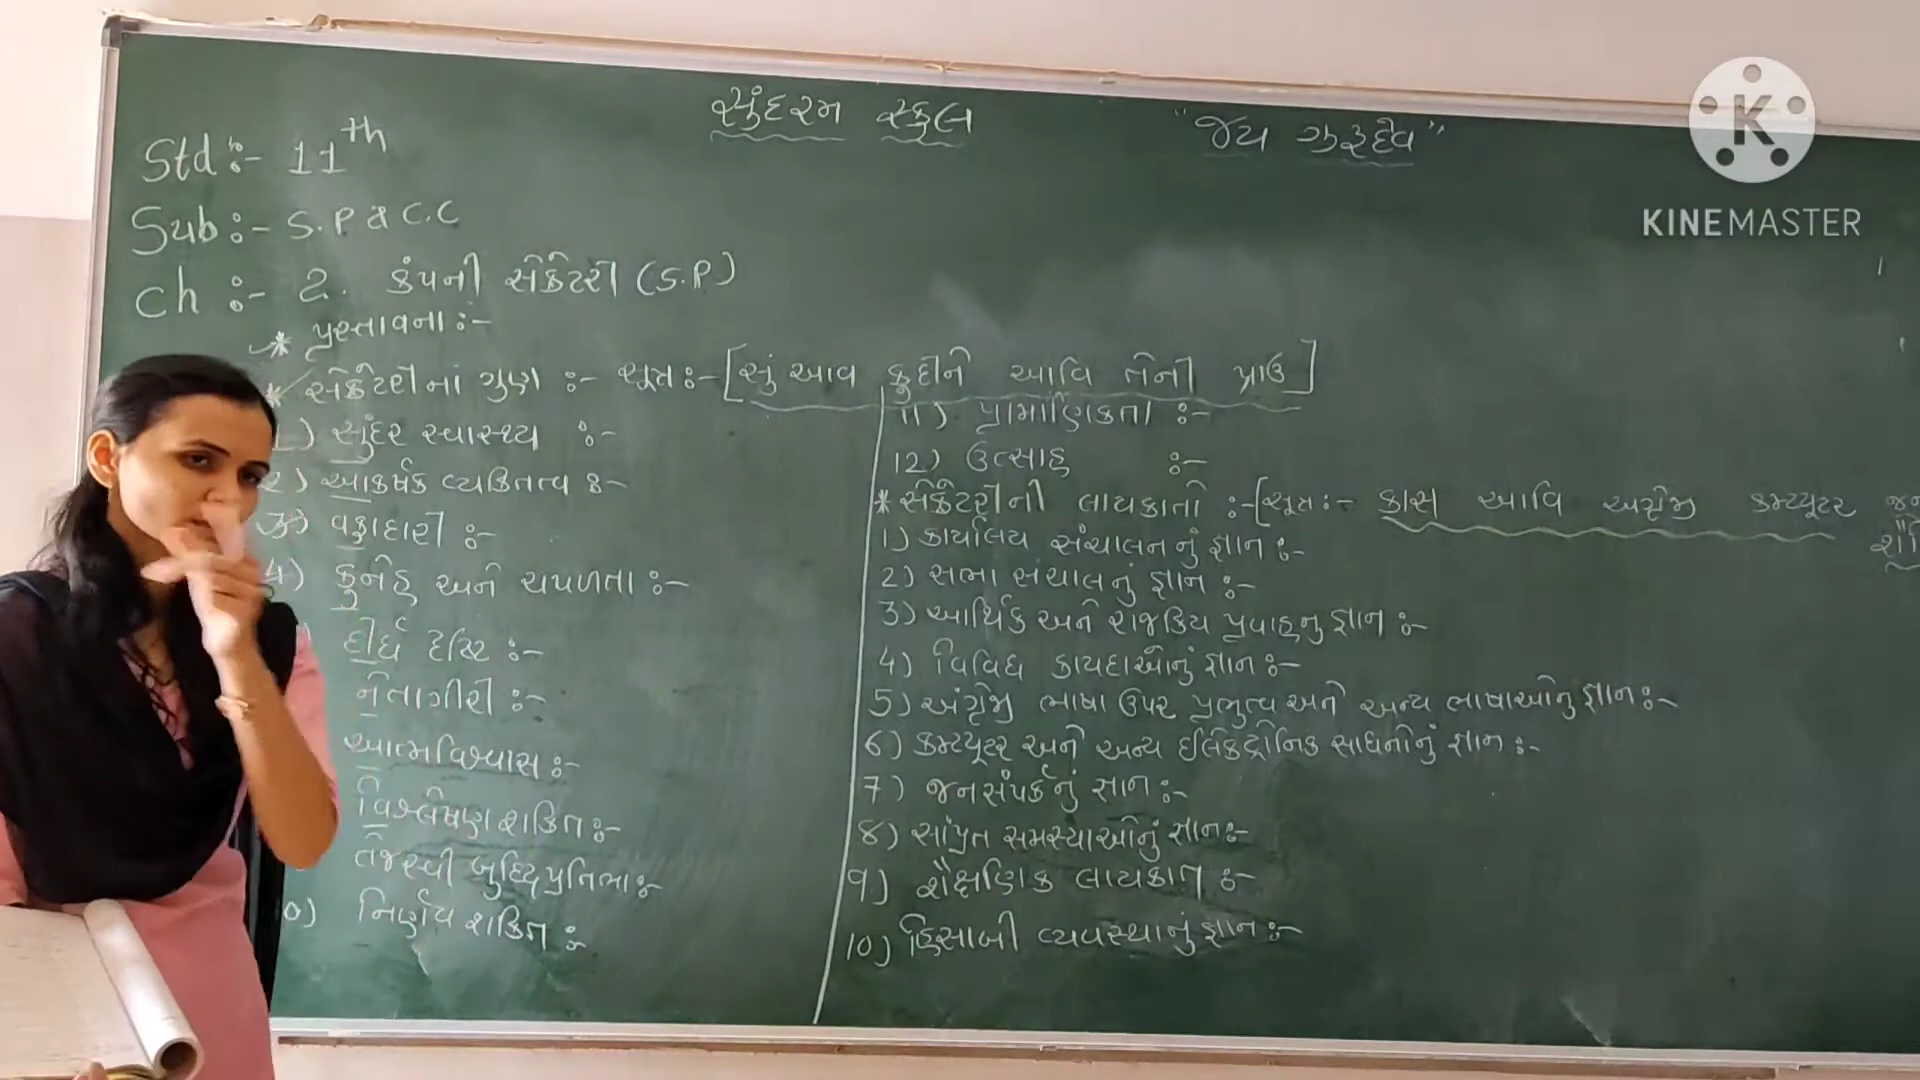 સુંદરમ સ્કુલ
"જય ગુરૂદેવ"
KINEMASTER
Std :- 11th
Sub :- S.P & C.C
Ch :- 2. કંપની સેક્રેટરી (S.P)
* પ્રસ્તાવના :-
* સેક્રેટરીનાં ગુણ :- સૂત્ર :- [સું આવ કુદીને આવિ તેની પ્રાઉ]
1) સુંદર સ્વાસ્થ્ય :-
2) આકર્ષક વ્યકિતત્વ :-
3) વફાદારી :-
4) કુનેહ અને ચપળતા :-
દીર્ઘ દૃષ્ટિ :-
નેતાગીરી :-
આત્મવિશ્વાસ :-
વિશ્લેષણ શકિત :-
તેજસ્વી બુધ્ધિપ્રતિભા :-
0) નિર્ણય શકિત :-
11) પ્રામાણિકતા :-
12) ઉત્સાહ :-
* સેક્રેટરીની લાયકાતો :- [સૂત્ર :- કાસ આવિ અંગ્રેજી કમ્પ્યૂટર જન
શૈ
1) કાર્યાલય સંચાલનનું જ્ઞાન :-
2) સભા સંચાલનું જ્ઞાન :-
3) આર્થિક અને રાજકિય પ્રવાહનુ જ્ઞાન :-
4) વિવિધ કાયદાઓનું જ્ઞાન :-
5) અંગ્રેજી ભાષા ઉપર પ્રભુત્વ અને અન્ય ભાષાઓનુ જ્ઞાન :-
6) કમ્પ્યૂટર અને અન્ય ઈલેકટ્રોનિક સાધનોનું જ્ઞાન :-
7) જનસંપર્કનું જ્ઞાન :-
8) સાંપ્રત સમસ્યાઓનું જ્ઞાન :-
9) શૈક્ષણિક લાયકાત :-
10) હિસાબી વ્યવસ્થાનું જ્ઞાન :-